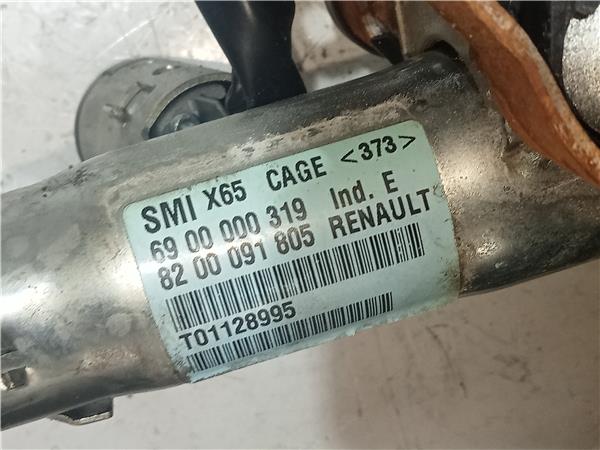 SMI X65 CAGE <373>
69 00 000 319 Ind. E
82 00 091 805 RENAULT
T01128995